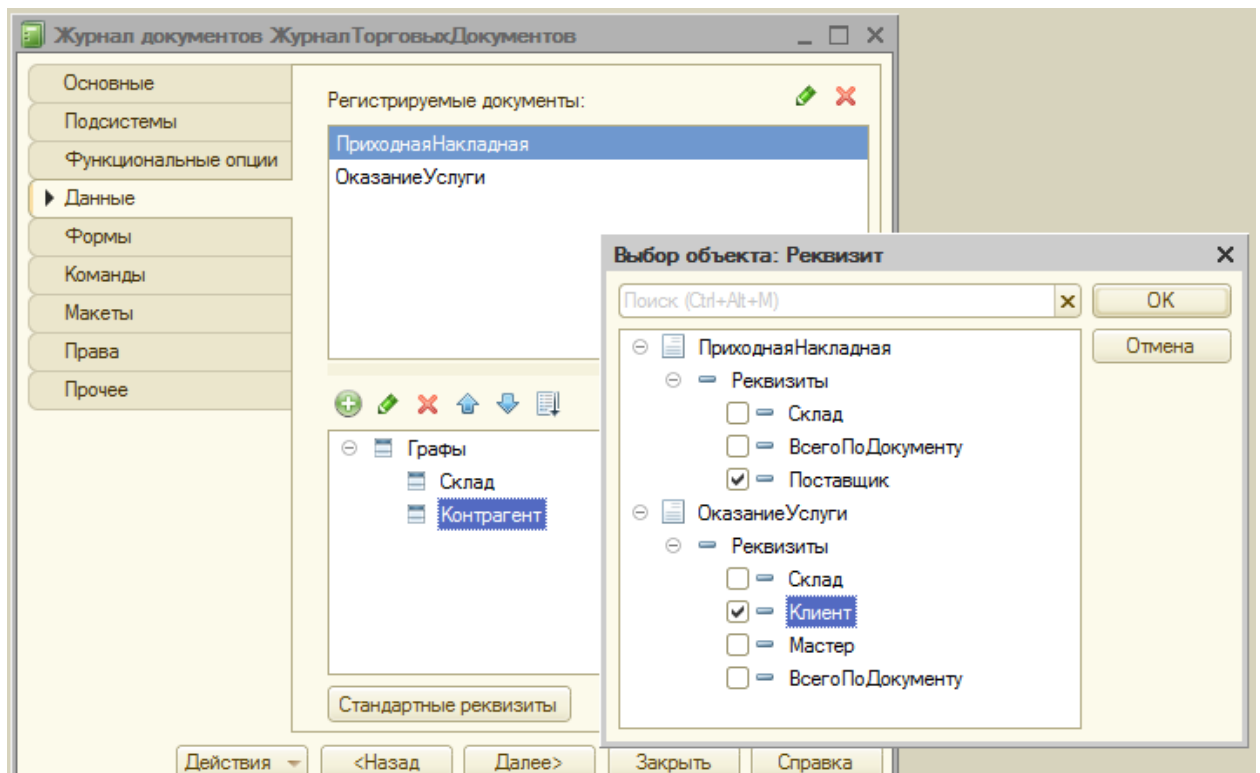 Журнал документов ЖурналТорговыхДокументов
Основные
Подсистемы
Функциональные опции
Данные
Формы
Команды
Макеты
Права
Прочее
Регистрируемые документы:
ПриходнаяНакладная
ОказаниеУслуги
Графы
Склад
Контрагент
Стандартные реквизиты
Действия
<Назад
Далее>
Закрыть
Справка
Выбор объекта: Реквизит
Поиск (Ctrl+Alt+M)
OK
Отмена
ПриходнаяНакладная
Реквизиты
Склад
ВсегоПоДокументу
Поставщик
ОказаниеУслуги
Реквизиты
Склад
Клиент
Мастер
ВсегоПоДокументу